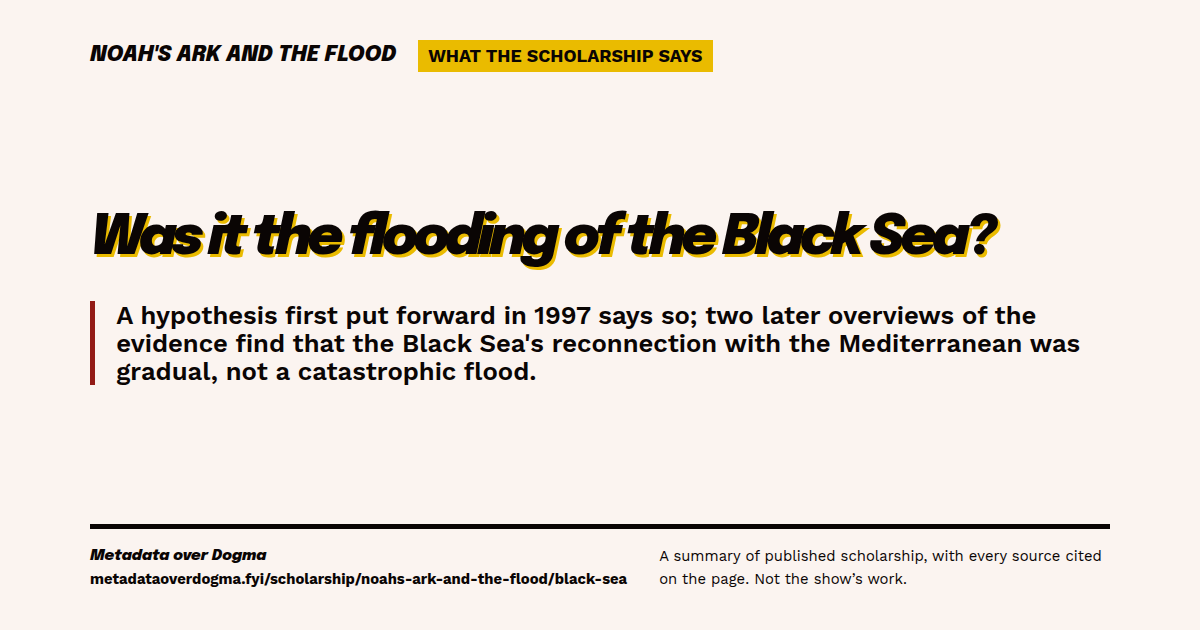 NOAH'S ARK AND THE FLOOD
WHAT THE SCHOLARSHIP SAYS
Was it the flooding of the Black Sea?
A hypothesis first put forward in 1997 says so; two later overviews of the
evidence find that the Black Sea's reconnection with the Mediterranean was
gradual, not a catastrophic flood.
Metadata over Dogma
metadataoverdogma.fyi/scholarship/noahs-ark-and-the-flood/black-sea
A summary of published scholarship, with every source cited
on the page. Not the show’s work.